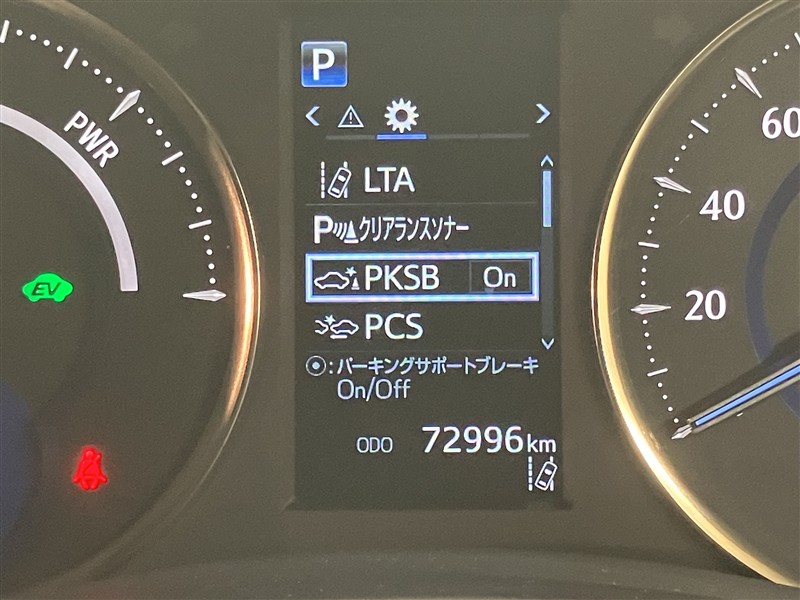 P
PWR
LTA
Pクリアランスソナー
PKSB On
PCS
:パーキングサポートブレーキ
On/Off
ODO 72996km
EV
60
40
20